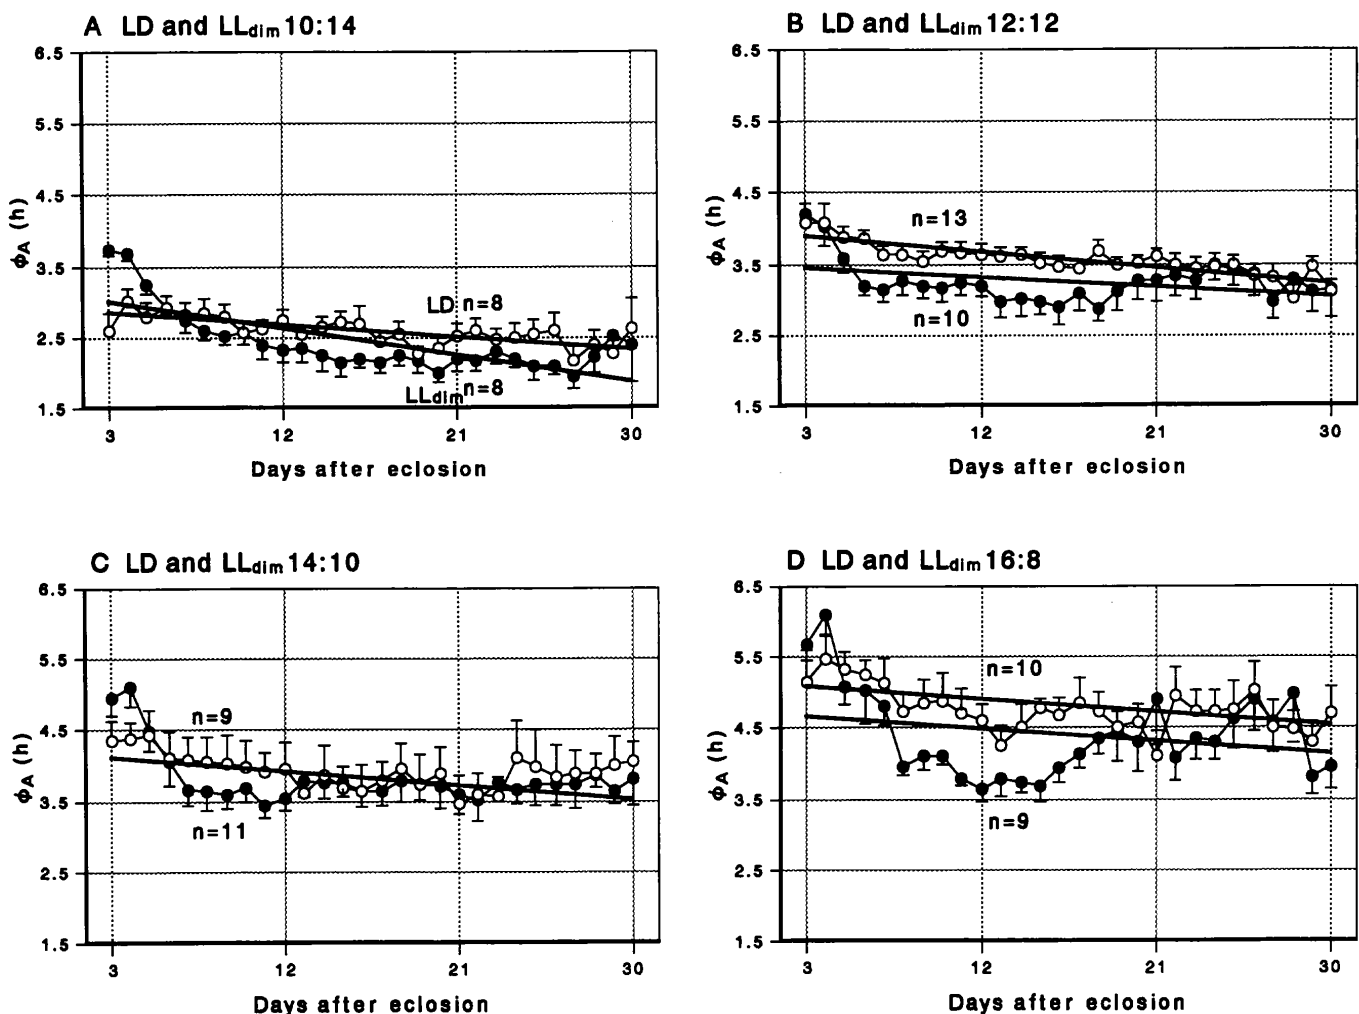 A LD and LLdim 10:14
6.5
5.5
4.5
3.5
2.5
1.5
ϕA (h)
LD n=8
LLdim n=8
3 12 21 30
Days after eclosion
B LD and LLdim 12:12
6.5
5.5
4.5
3.5
2.5
1.5
ϕA (h)
n=13
n=10
3 12 21 30
Days after eclosion
C LD and LLdim 14:10
6.5
5.5
4.5
3.5
2.5
1.5
ϕA (h)
n=9
n=11
3 12 21 30
Days after eclosion
D LD and LLdim 16:8
6.5
5.5
4.5
3.5
2.5
1.5
ϕA (h)
n=10
n=9
3 12 21 30
Days after eclosion